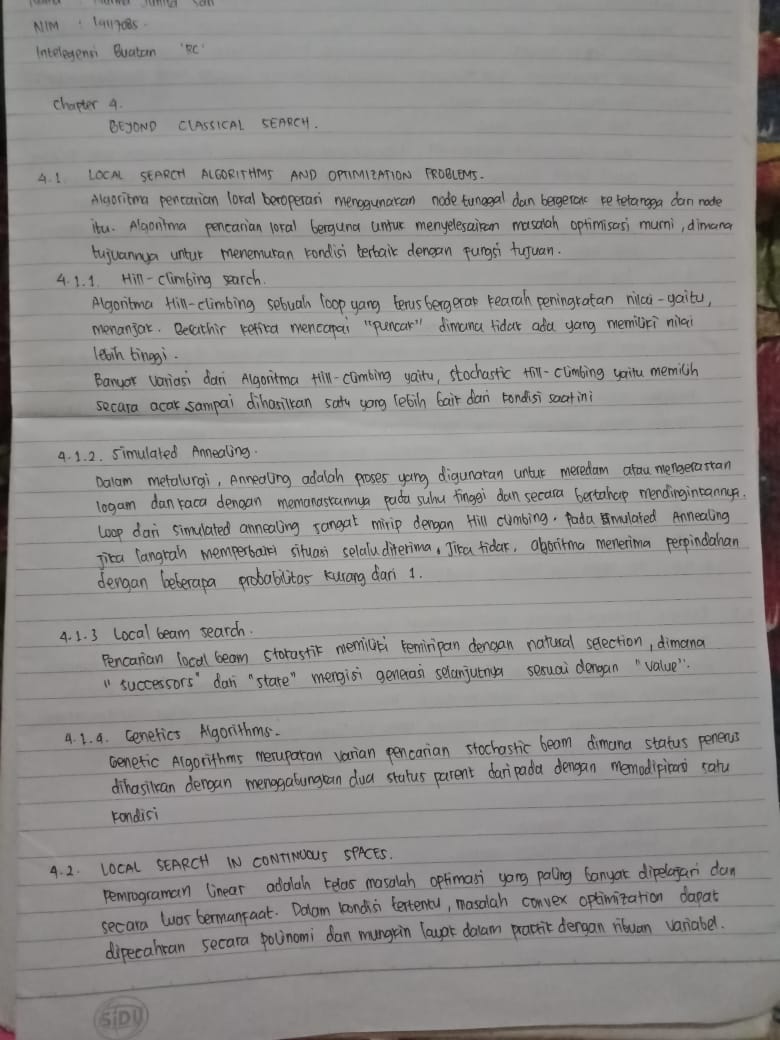 NIM :
Intelegensi Buatan 'RC'
Chapter 4.
BEYOND CLASSICAL SEARCH.
4.1. LOCAL SEARCH ALGORITHMS AND OPTIMIZATION PROBLEMS.
Algoritma pencarian lokal beroperasi menggunakan node tunggal dan bergerak ke tetangga dari node
itu. Algoritma pencarian lokal berguna untuk menyelesaikan masalah optimisasi murni, dimana
tujuannya untuk menemukan kondisi terbaik dengan fungsi tujuan.
4.1.1. Hill-climbing search.
Algoritma Hill-climbing sebuah loop yang terus bergerak kearah peningkatan nilai - yaitu,
menanjak. Berakhir ketika mencapai "puncak" dimana tidak ada yang memiliki nilai
lebih tinggi.
Banyak variasi dari Algoritma Hill-climbing yaitu, stochastic Hill-climbing yaitu memilih
secara acak sampai dihasilkan satu yang lebih baik dari kondisi saat ini
4.1.2. Simulated Annealing.
Dalam metalurgi, Annealing adalah proses yang digunakan untuk meredam atau mengeraskan
logam dan kaca dengan memanaskannya pada suhu tinggi dan secara bertahap mendinginkannya.
Loop dari simulated annealing sangat mirip dengan Hill climbing. Pada Simulated Annealing
jika langkah memperbaiki situasi selalu diterima. Jika tidak, algoritma menerima perpindahan
dengan beberapa probabilitas kurang dari 1.
4.1.3 Local beam search.
Pencarian local beam stokastik memiliki kemiripan dengan natural selection, dimana
"successors" dari "state" mengisi generasi selanjutnya sesuai dengan "value".
4.1.4. Genetics Algorithms.
Genetic Algorithms merupakan varian pencarian stochastic beam dimana status penerus
dihasilkan dengan menggabungkan dua status parent daripada dengan memodifikasi satu
kondisi
4.2. LOCAL SEARCH IN CONTINUOUS SPACES.
Pemrograman linear adalah kelas masalah optimasi yang paling banyak dipelajari dan
secara luas bermanfaat. Dalam kondisi tertentu, masalah convex optimization dapat
dipecahkan secara polinomi dan mungkin layak dalam praktik dengan ribuan variabel.
SiDU